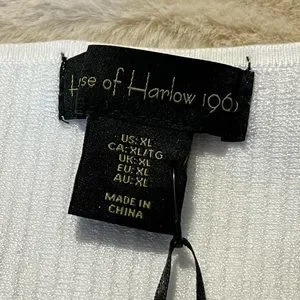 se of Harlow 196
US: XL
CA: XL/TG
UK: XL
EU: XL
AU: XL
MADE IN
CHINA